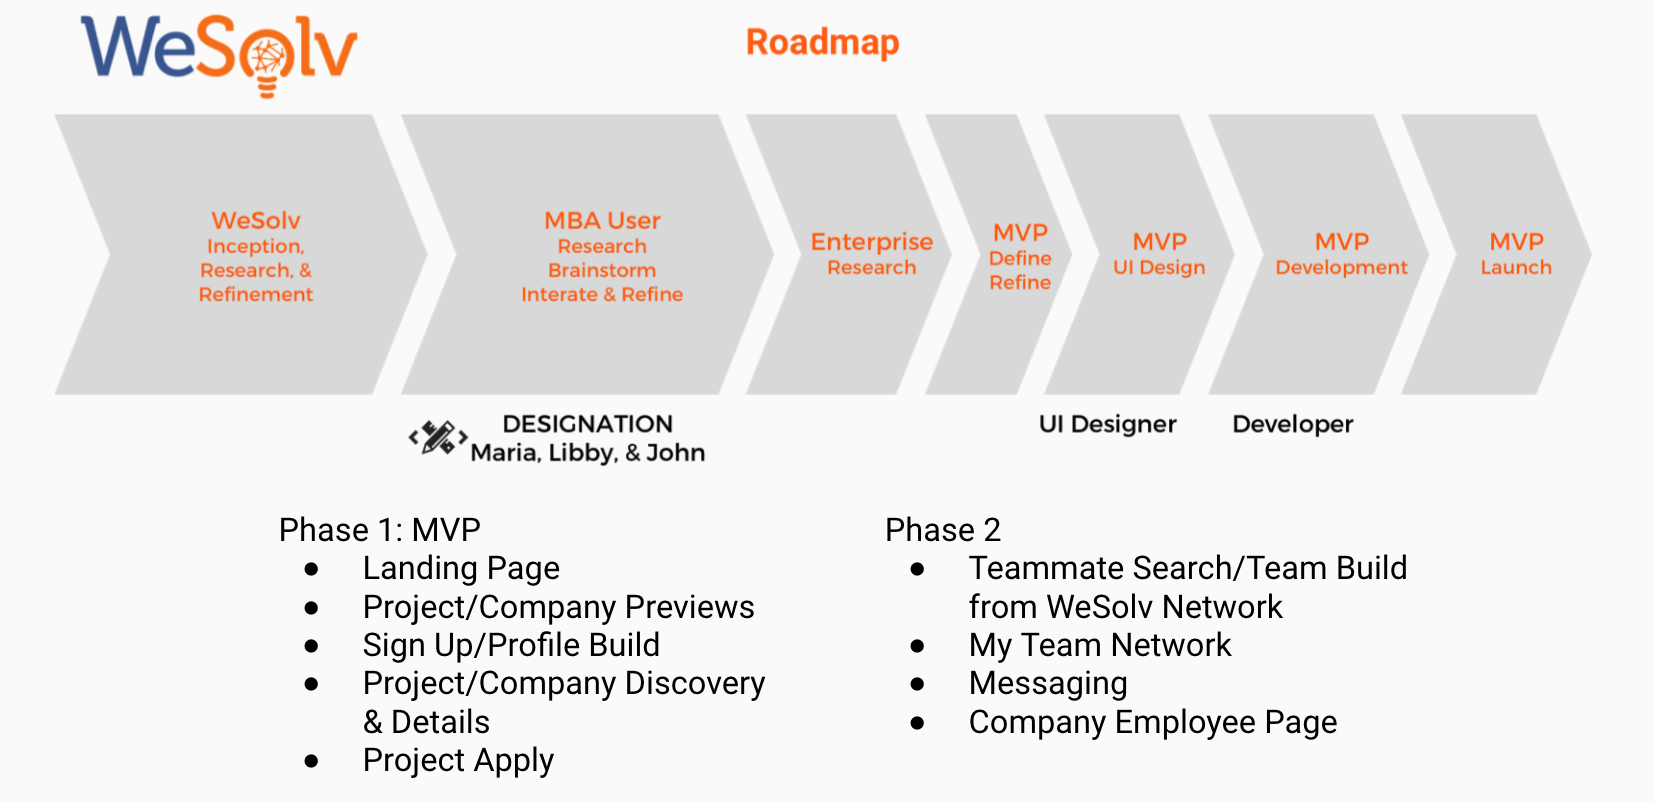 WeSolv
Roadmap
WeSolv
Inception,
Research, &
Refinement
MBA User
Research
Brainstorm
Interate & Refine
Enterprise
Research
MVP
Define
Refine
MVP
UI Design
MVP
Development
MVP
Launch
DESIGNATION
Maria, Libby, & John
UI Designer
Developer
Phase 1: MVP
● Landing Page
● Project/Company Previews
● Sign Up/Profile Build
● Project/Company Discovery
& Details
● Project Apply
Phase 2
● Teammate Search/Team Build
from WeSolv Network
● My Team Network
● Messaging
● Company Employee Page